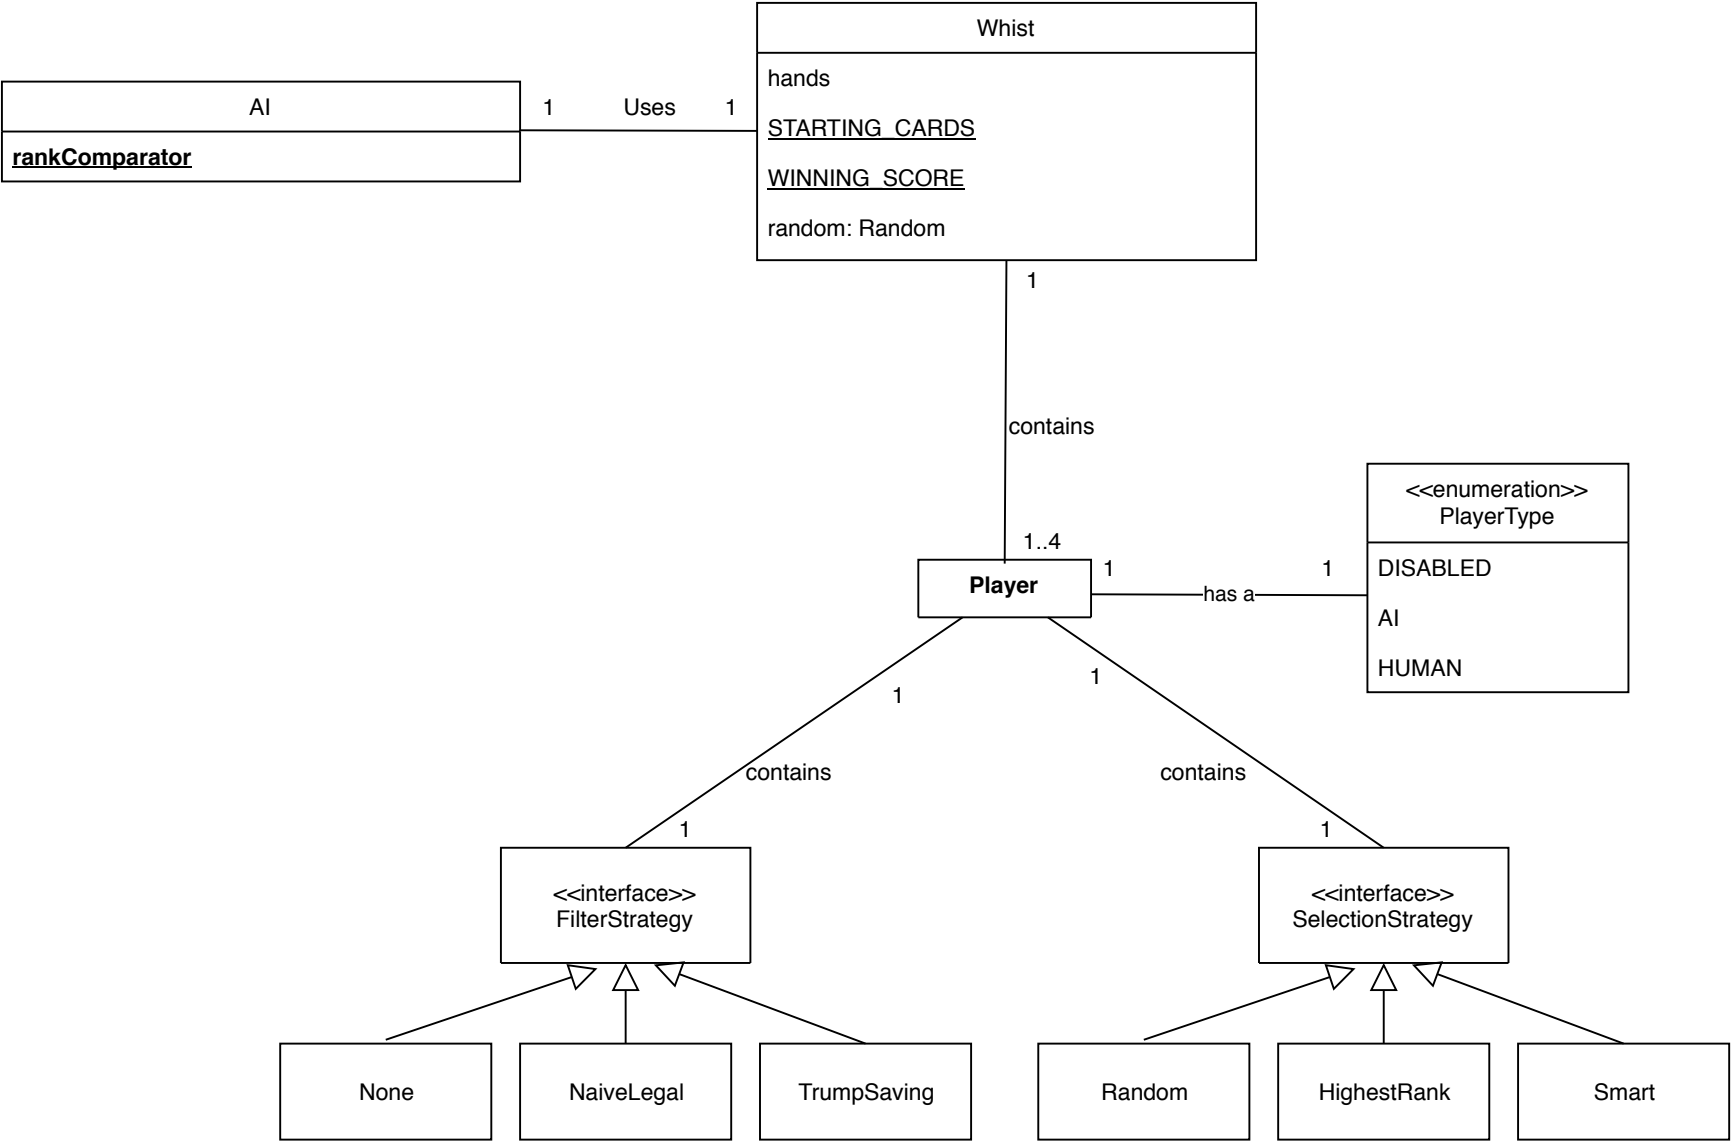 Whist
hands
STARTING_CARDS
WINNING_SCORE
random: Random
AI
rankComparator
1
Uses
1
1
contains
1..4
Player
1
has a
1
<<enumeration>>
PlayerType
DISABLED
AI
HUMAN
1
contains
1
1
contains
1
<<interface>>
FilterStrategy
<<interface>>
SelectionStrategy
None
NaiveLegal
TrumpSaving
Random
HighestRank
Smart